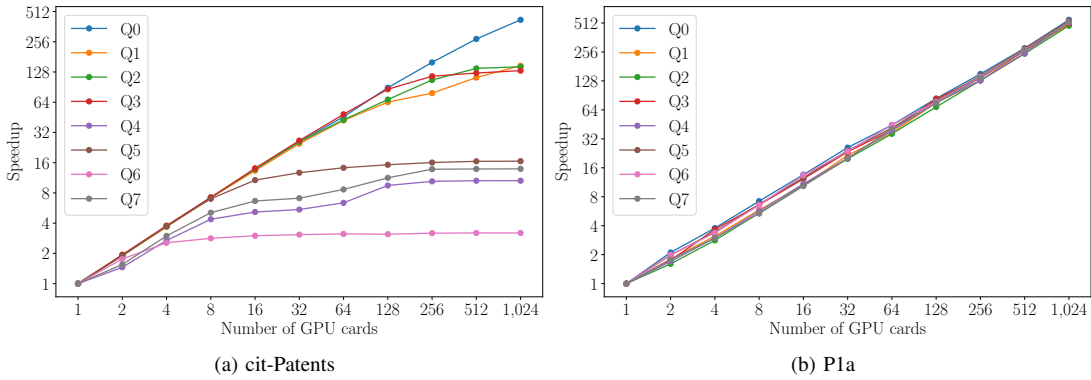 512
256
128
64
32
16
8
4
2
1
Speedup
Q0
Q1
Q2
Q3
Q4
Q5
Q6
Q7
1 2 4 8 16 32 64 128 256 512 1,024
Number of GPU cards
(a) cit-Patents
512
256
128
64
32
16
8
4
2
1
Speedup
Q0
Q1
Q2
Q3
Q4
Q5
Q6
Q7
1 2 4 8 16 32 64 128 256 512 1,024
Number of GPU cards
(b) P1a